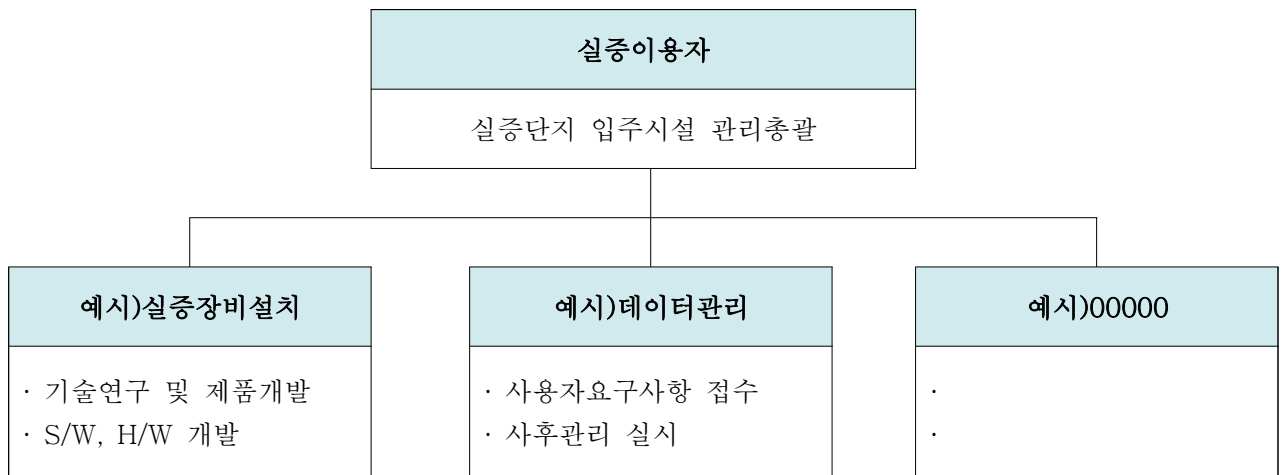 실증이용자
실증단지 입주시설 관리총괄
예시)실증장비설치
· 기술연구 및 제품개발
· S/W, H/W 개발
예시)데이터관리
· 사용자요구사항 접수
· 사후관리 실시
예시)00000
·
·